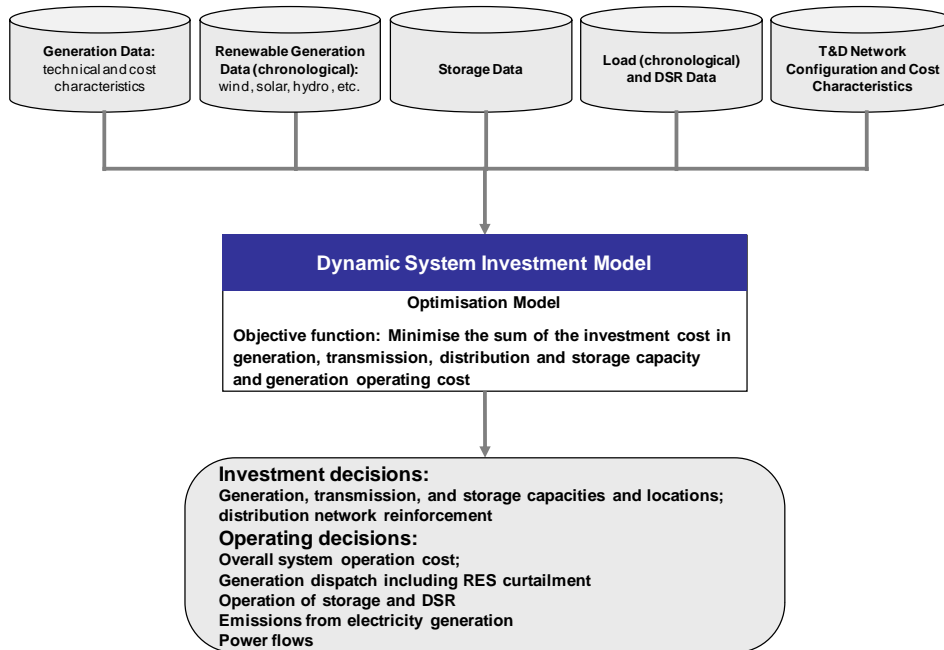 Generation Data:
technical and cost
characteristics
Renewable Generation
Data (chronological):
wind, solar, hydro, etc.
Storage Data
Load (chronological)
and DSR Data
T&D Network
Configuration and Cost
Characteristics
Dynamic System Investment Model
Optimisation Model
Objective function: Minimise the sum of the investment cost in
generation, transmission, distribution and storage capacity
and generation operating cost
Investment decisions:
Generation, transmission, and storage capacities and locations;
distribution network reinforcement
Operating decisions:
Overall system operation cost;
Generation dispatch including RES curtailment
Operation of storage and DSR
Emissions from electricity generation
Power flows